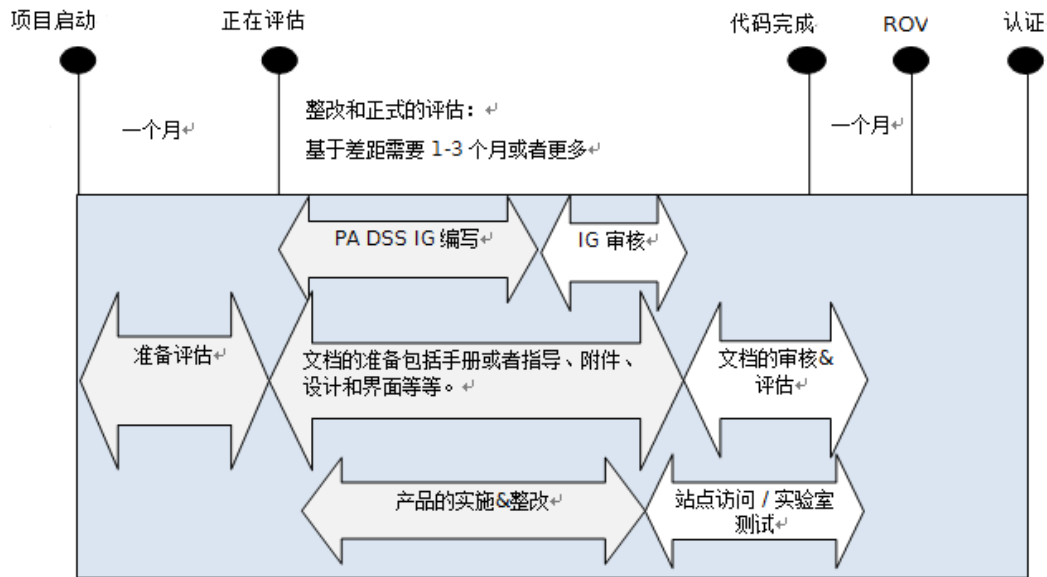 项目启动
正在评估
代码完成
ROV
认证
一个月
整改和正式的评估：
基于差距需要 1-3 个月或者更多
一个月
PA DSS IG 编写
IG 审核
准备评估
文档的准备包括手册或者指导、附件、
设计和界面等等。
文档的审核&
评估
产品的实施&整改
站点访问 / 实验室
测试